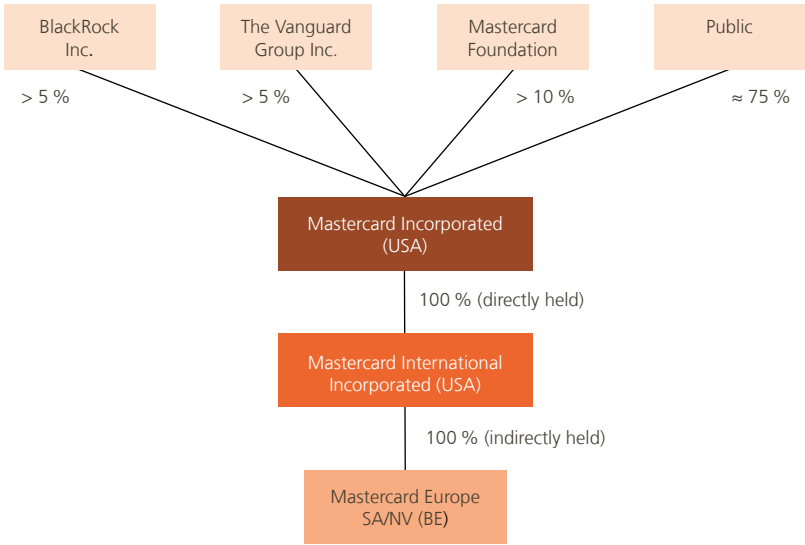 BlackRock
Inc.
The Vanguard
Group Inc.
Mastercard
Foundation
Public
> 5 %
> 5 %
> 10 %
≈ 75 %
Mastercard Incorporated
(USA)
100 % (directly held)
Mastercard International
Incorporated (USA)
100 % (indirectly held)
Mastercard Europe
SA/NV (BE)